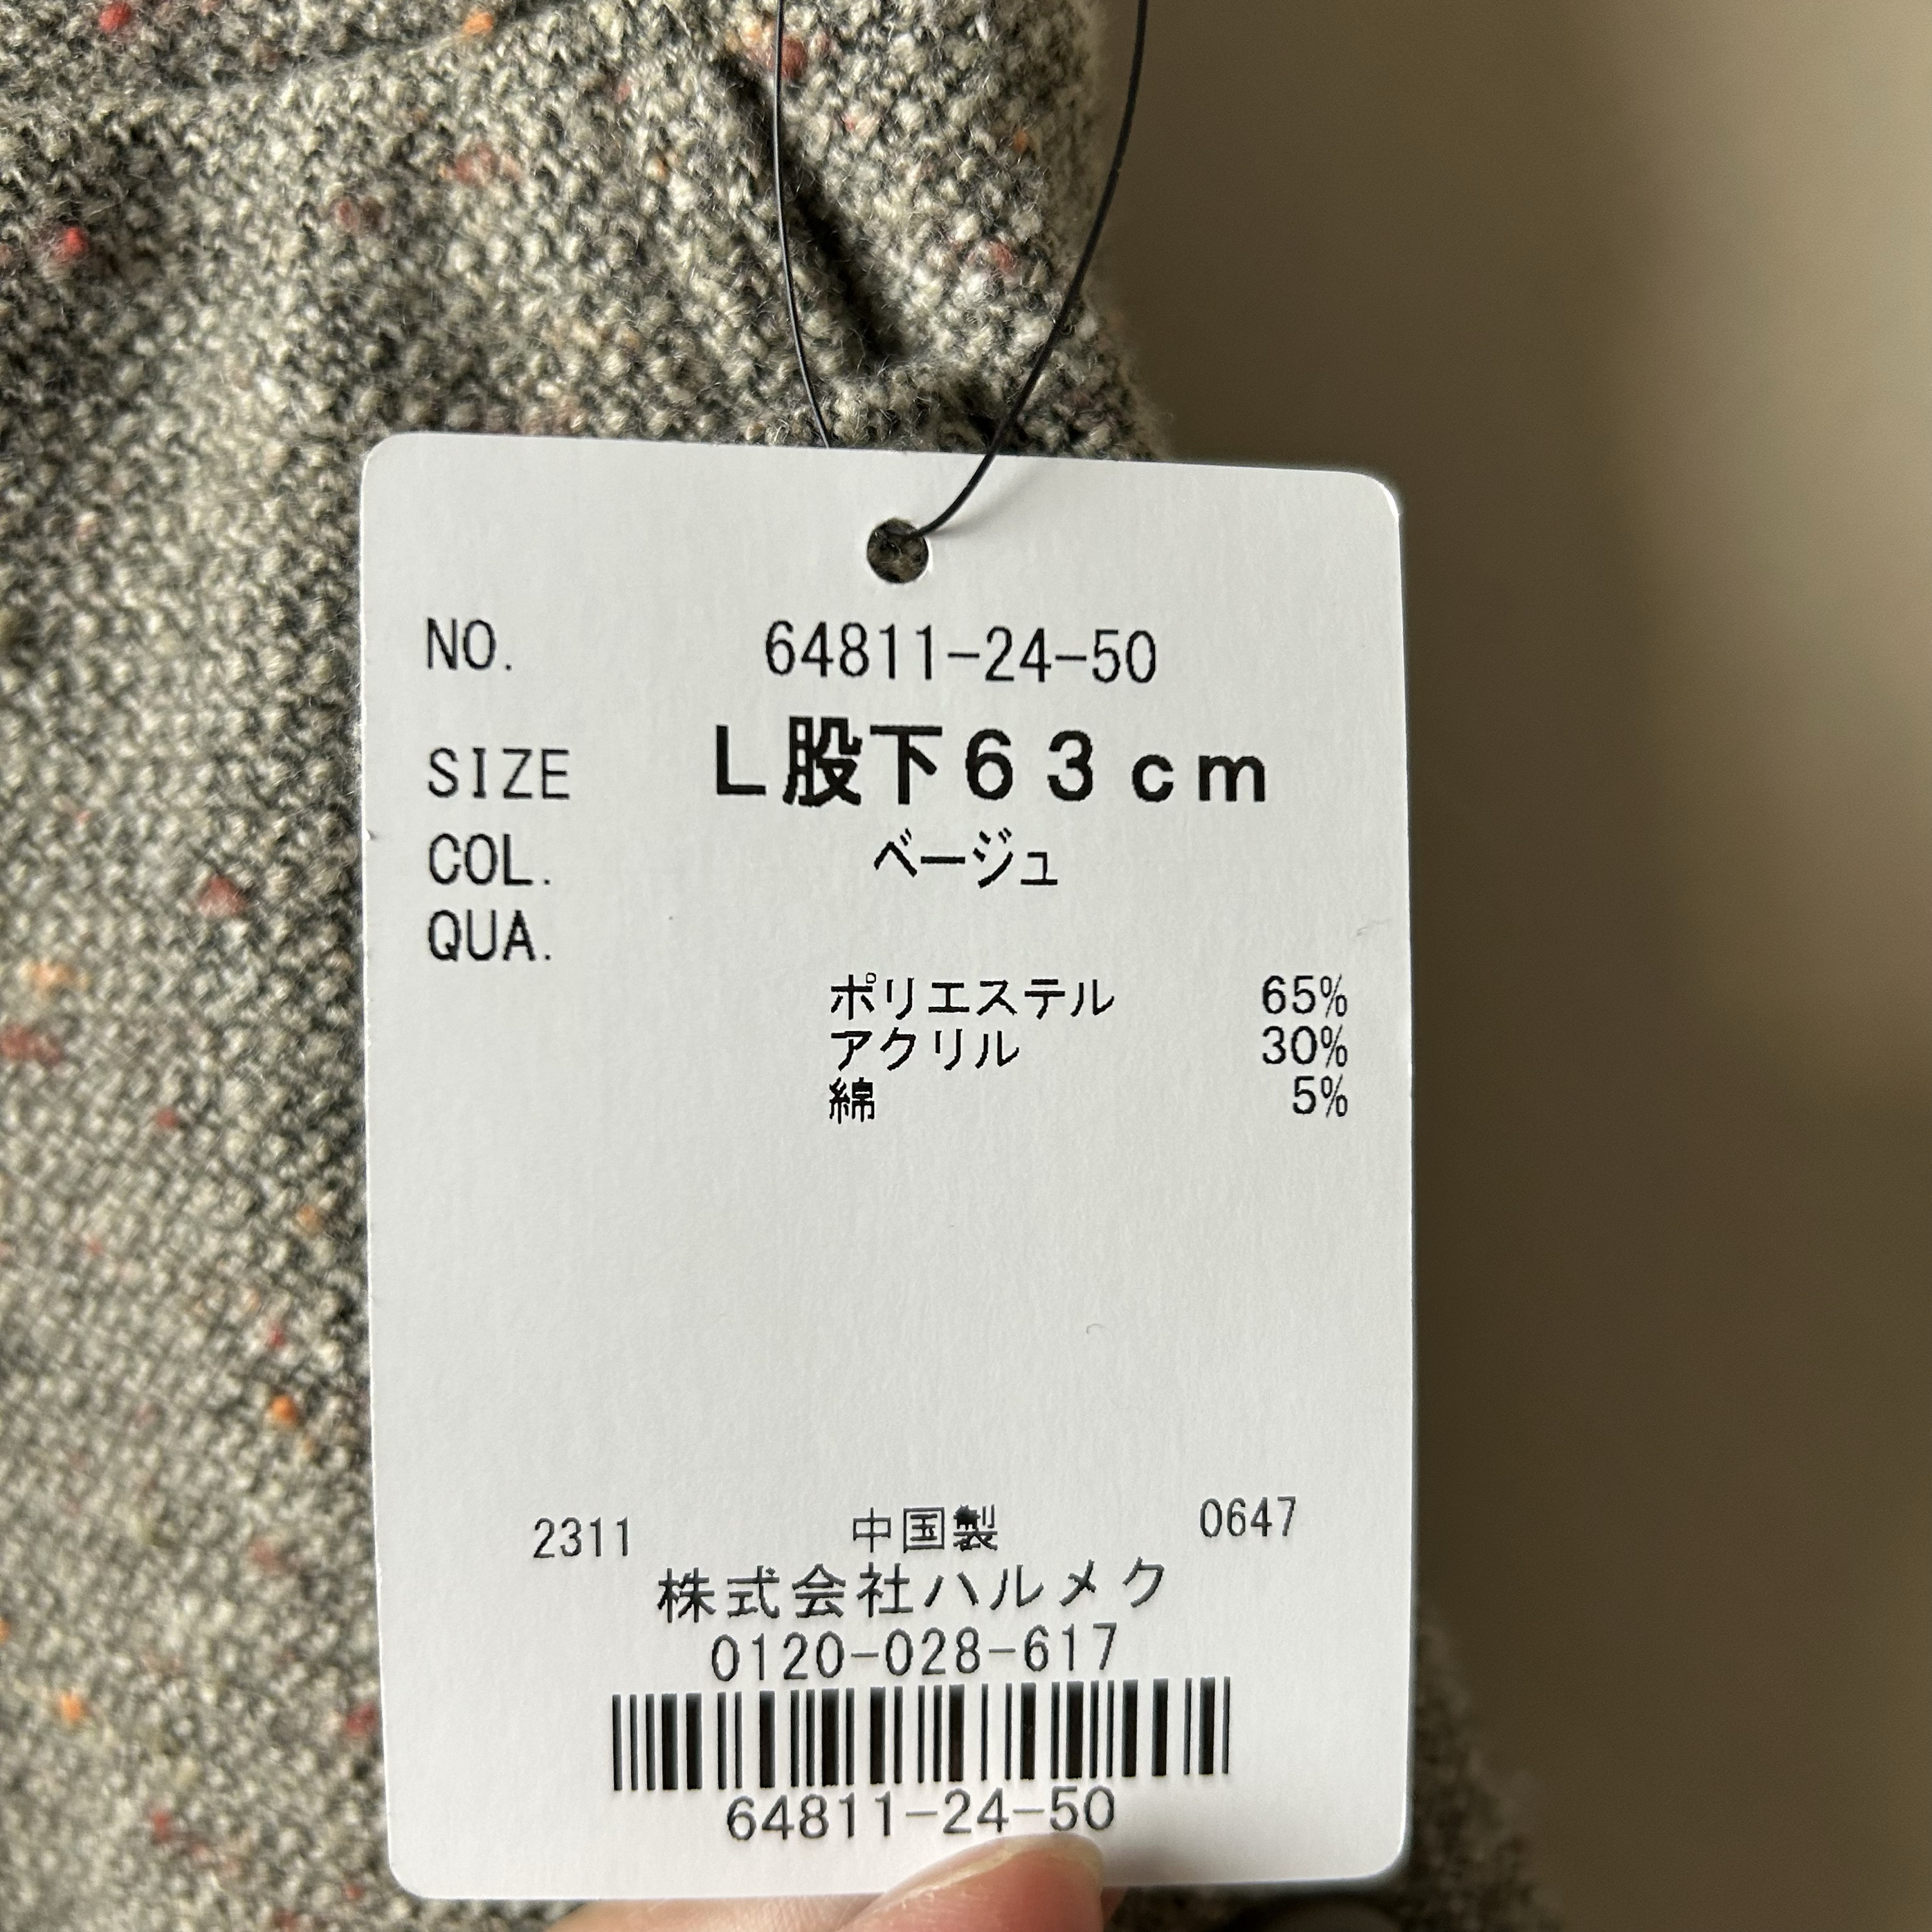 NO. 64811-24-50
SIZE L股下63cm
COL. ベージュ
QUA.
ポリエステル 65%
アクリル 30%
綿 5%
2311 中国製 0647
株式会社ハルメク
0120-028-617
64811-24-50